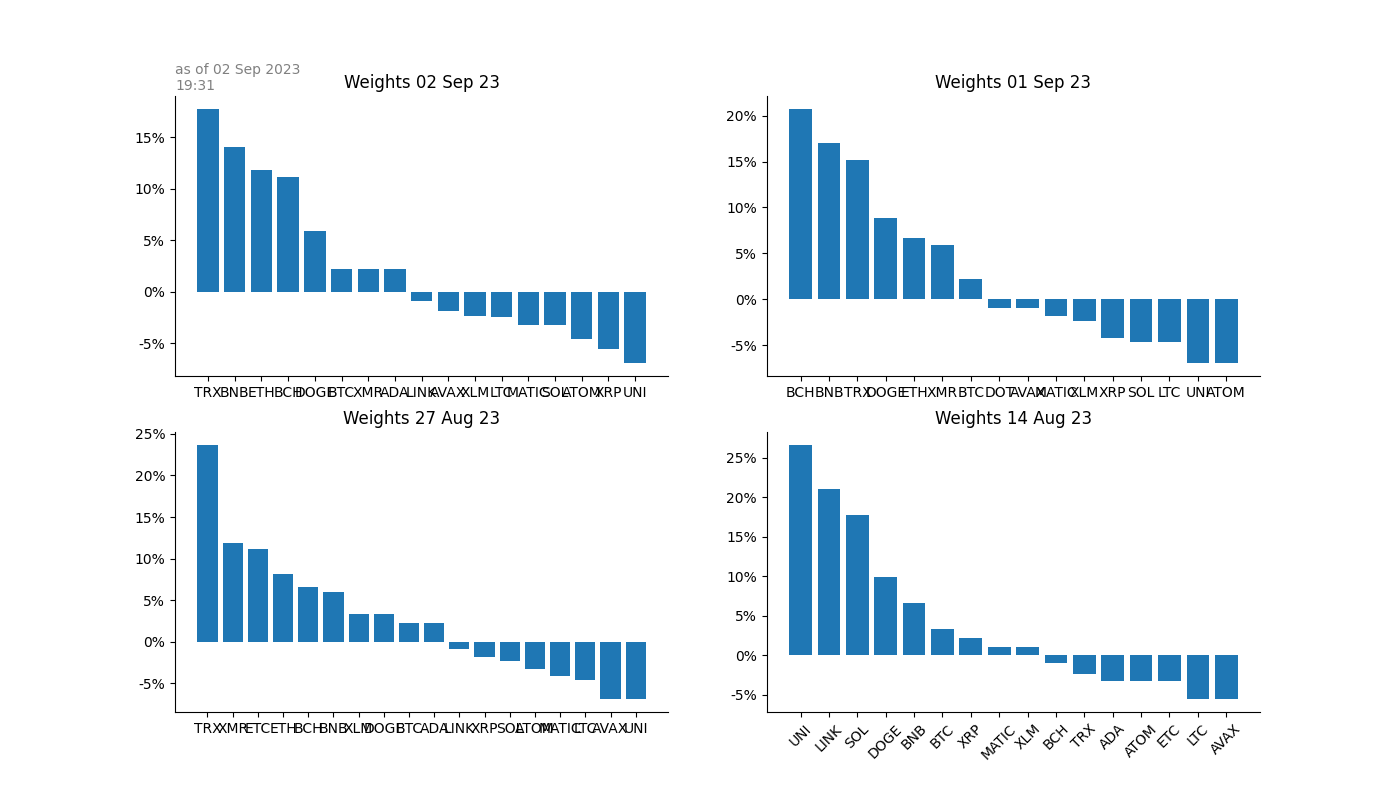 as of 02 Sep 2023
19:31
Weights 02 Sep 23
15%
10%
5%
0%
-5%
TRX BNB ETH BCH DOGE BTC XMR ADA LINK AVAX XLM LTC MATIC SOL ATOM XRP UNI
Weights 01 Sep 23
20%
15%
10%
5%
0%
-5%
BCH BNB TRX DOGE ETH XMR BTC DOT AVAX MATIC XLM XRP SOL LTC UNI ATOM
Weights 27 Aug 23
25%
20%
15%
10%
5%
0%
-5%
TRX XMR ETC ETH BCH BNB XLM DOGE BTC ADA LINK XRP SOL ATOM MATIC LTC AVAX UNI
Weights 14 Aug 23
25%
20%
15%
10%
5%
0%
-5%
UNI LINK SOL DOGE BNB BTC XRP MATIC XLM BCH TRX ADA ATOM ETC LTC AVAX